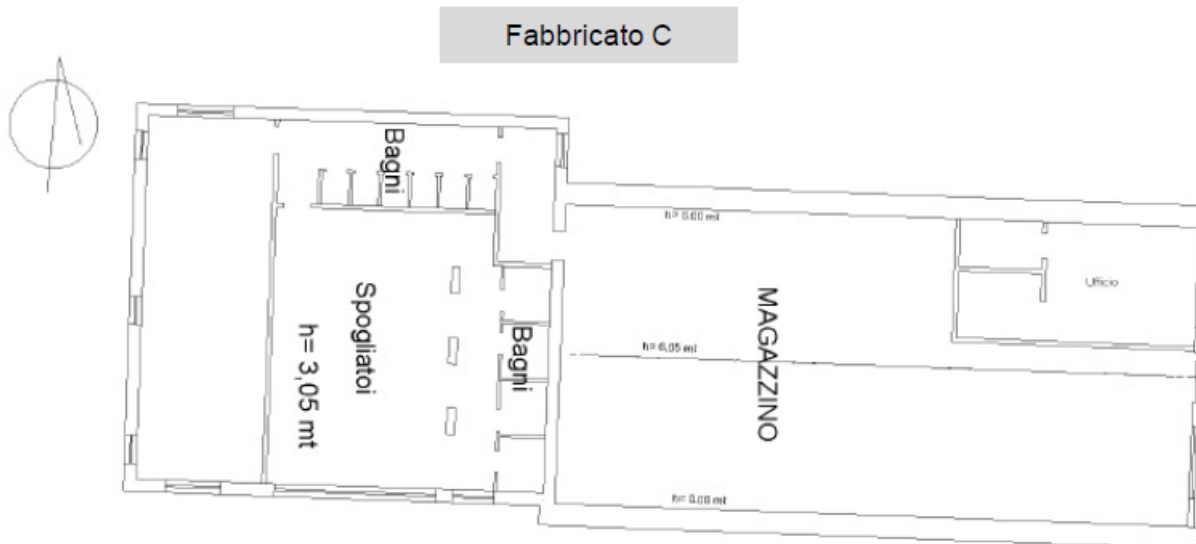 Fabbricato C
Bagni
Spogliatoi
h= 3,05 mt
Bagni
MAGAZZINO
h= 6,05 mt
Ufficio